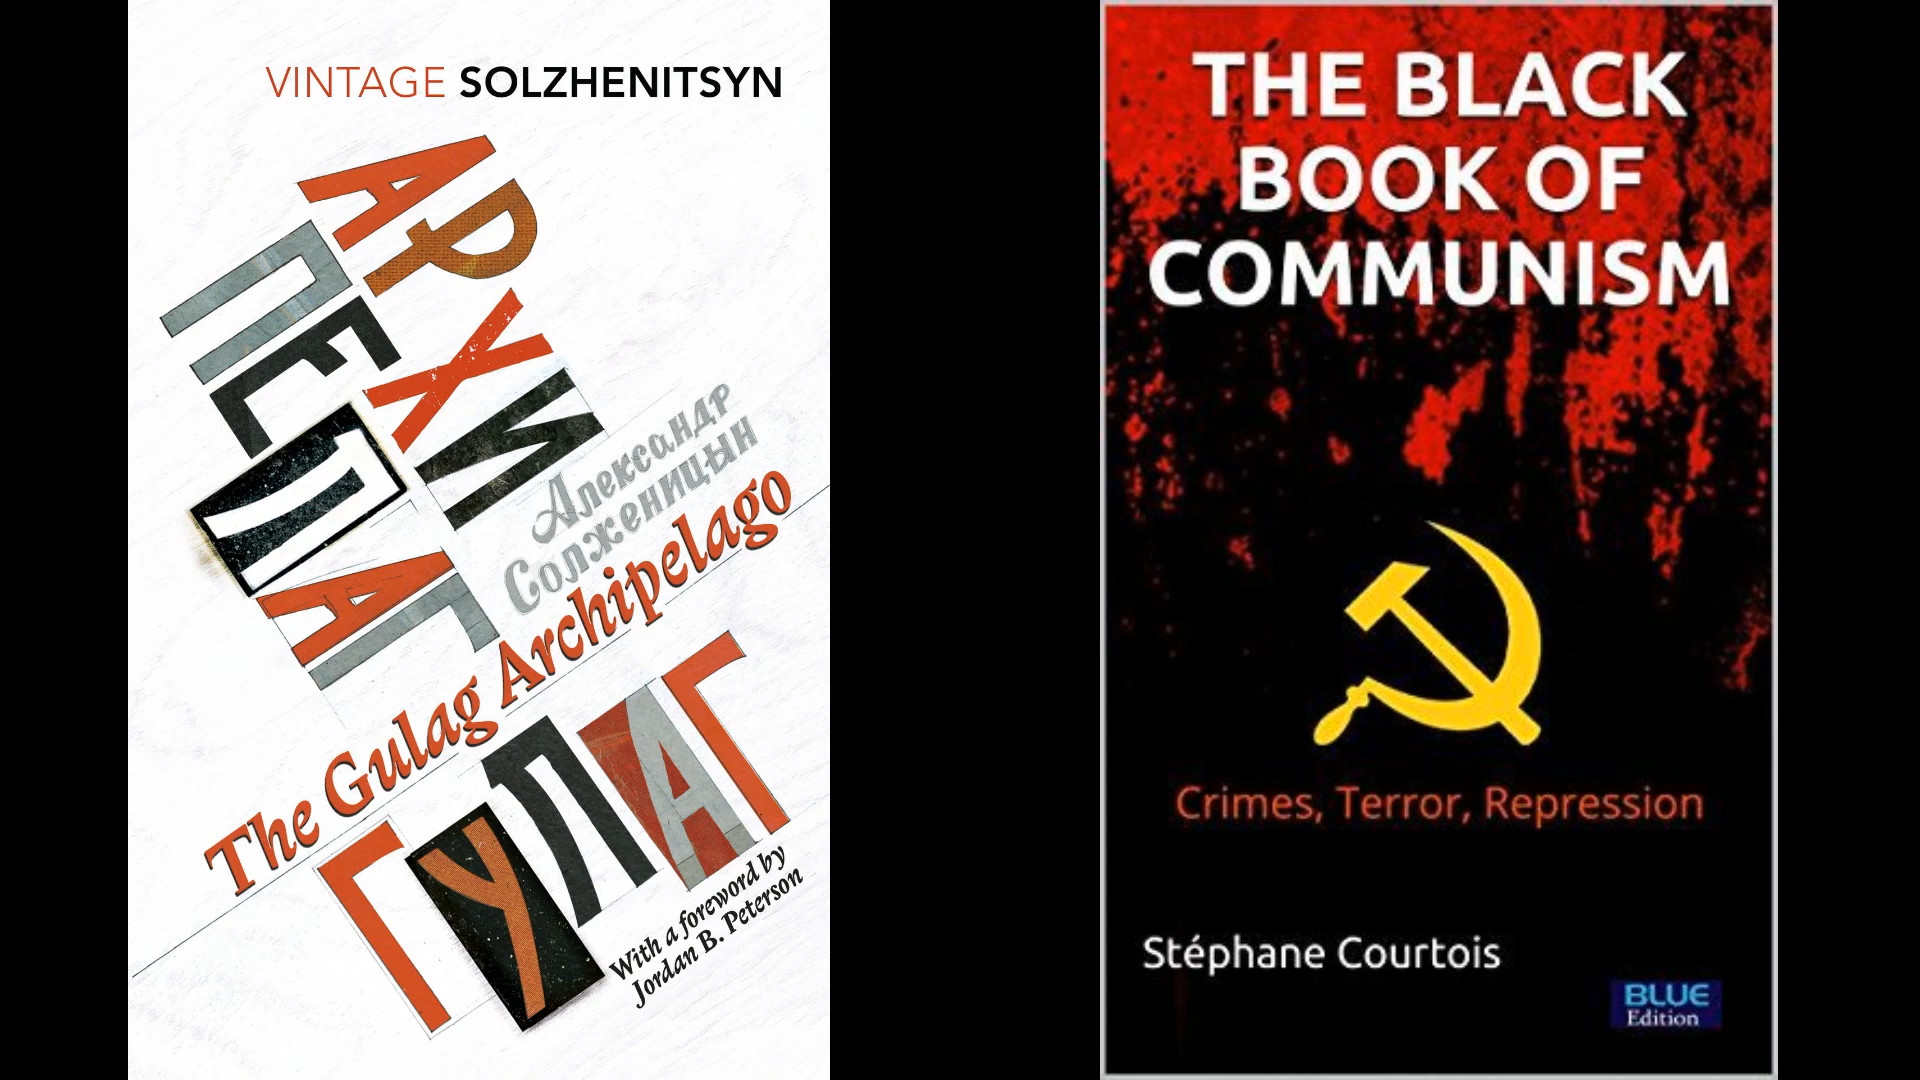 VINTAGE SOLZHENITSYN
АРХИ
ПЕЛАГ
Александр
Солженицын
The Gulag Archipelago
ГУЛАГ
With a foreword by
Jordan B. Peterson
THE BLACK
BOOK OF
COMMUNISM
Crimes, Terror, Repression
Stéphane Courtois
BLUE
Edition